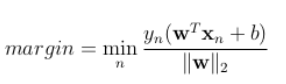 margin = min_n y_n(w^T x_n + b) / ‖w‖_2